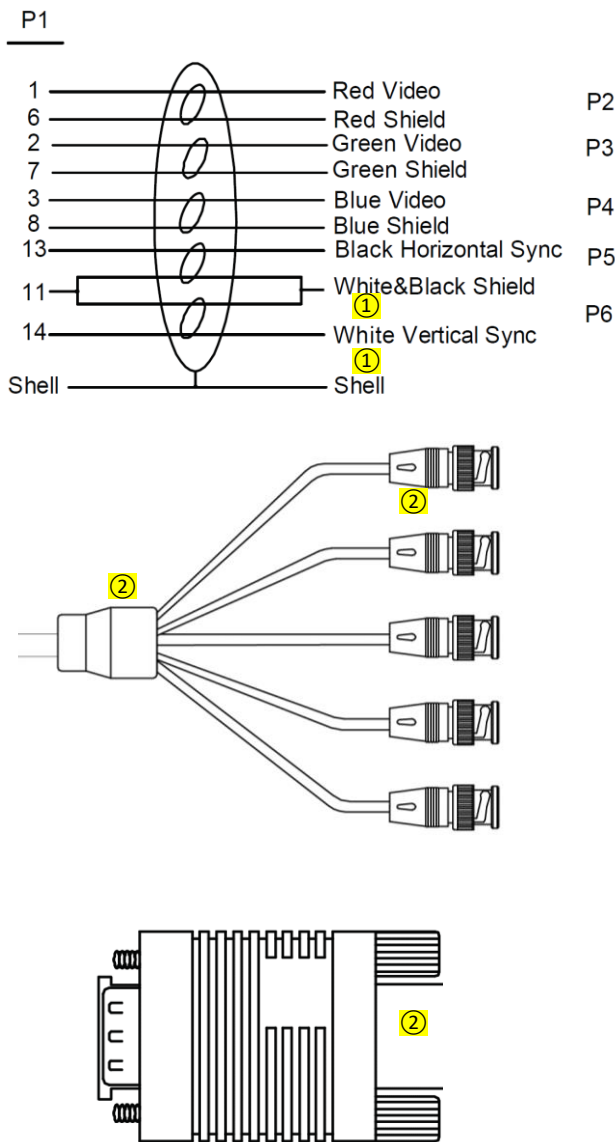 P1
1 Red Video P2
6 Red Shield
2 Green Video P3
7 Green Shield
3 Blue Video P4
8 Blue Shield
13 Black Horizontal Sync P5
11 White&Black Shield
① P6
14 White Vertical Sync
①
Shell Shell
②
②
②